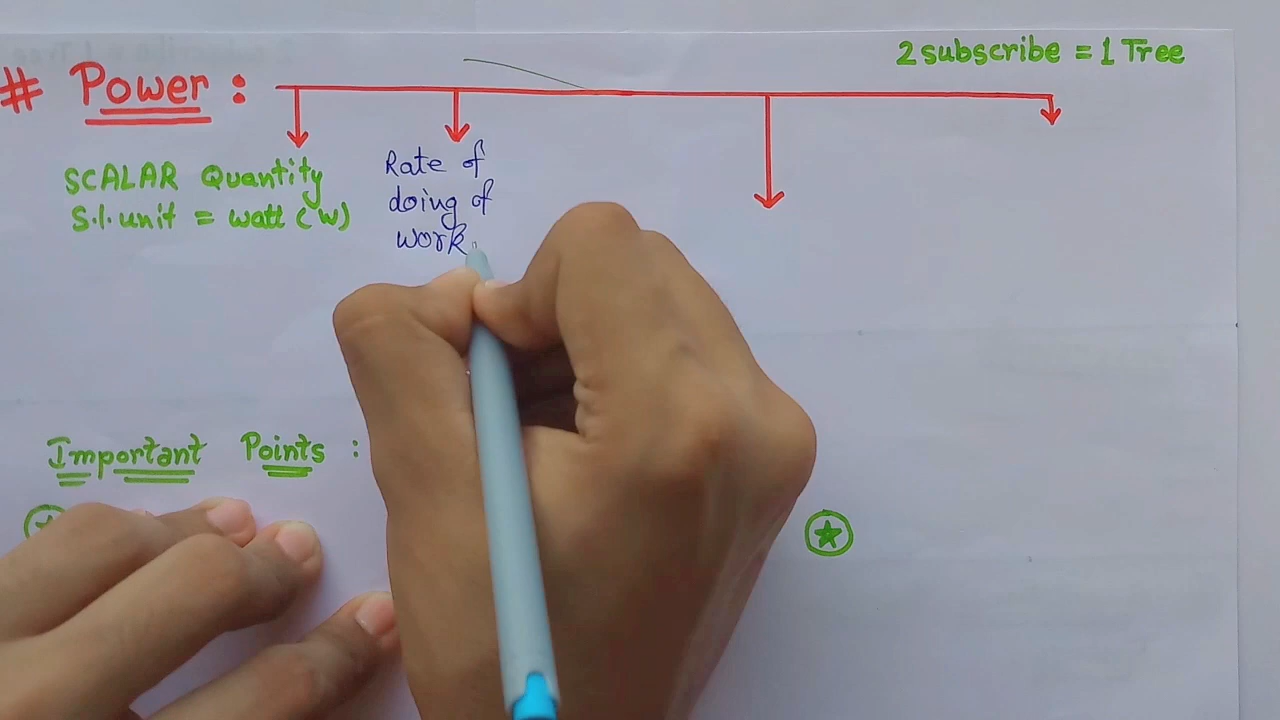 2 subscribe = 1 Tree
# Power :
SCALAR Quantity
S.I. unit = watt (W)
Rate of
doing of
work
Important Points :